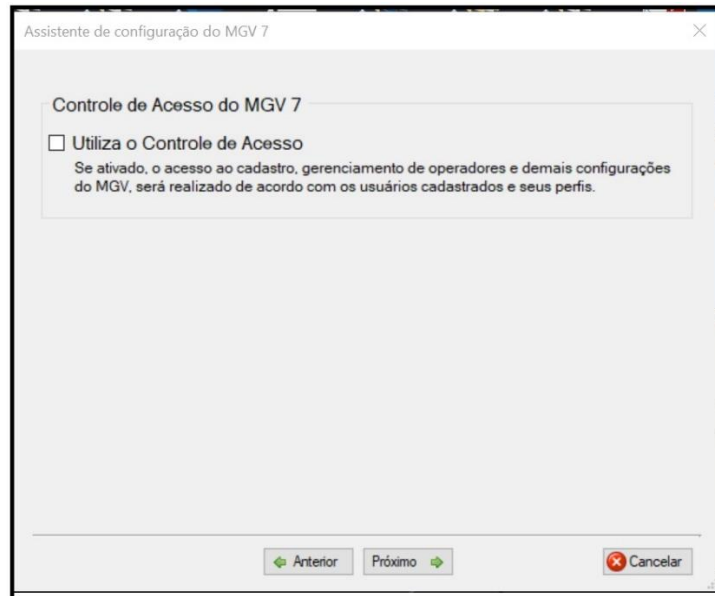 Assistente de configuração do MGV 7
Controle de Acesso do MGV 7
Utiliza o Controle de Acesso
Se ativado, o acesso ao cadastro, gerenciamento de operadores e demais configurações
do MGV, será realizado de acordo com os usuários cadastrados e seus perfis.
Anterior
Próximo
Cancelar